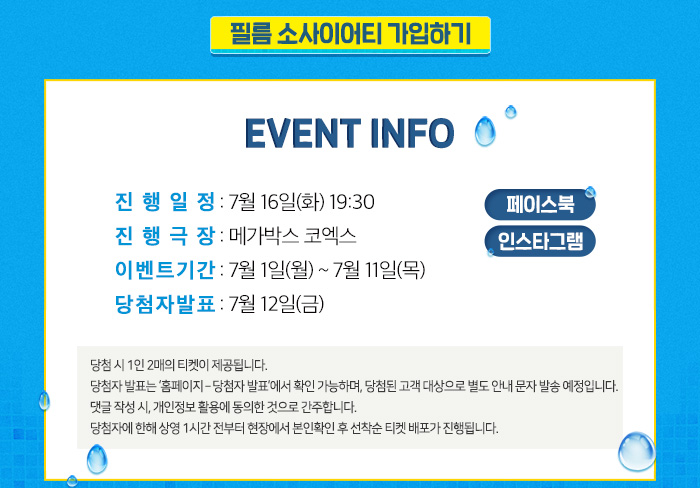 필름 소사이어티 가입하기
EVENT INFO
진 행 일 정 : 7월 16일(화) 19:30
페이스북
진 행 극 장 : 메가박스 코엑스
인스타그램
이벤트기간 : 7월 1일(월) ~ 7월 11일(목)
당첨자발표 : 7월 12일(금)
당첨 시 1인 2매의 티켓이 제공됩니다.
당첨자 발표는 '홈페이지 – 당첨자 발표'에서 확인 가능하며, 당첨된 고객 대상으로 별도 안내 문자 발송 예정입니다.
댓글 작성 시, 개인정보 활용에 동의한 것으로 간주합니다.
당첨자에 한해 상영 1시간 전부터 현장에서 본인확인 후 선착순 티켓 배포가 진행됩니다.